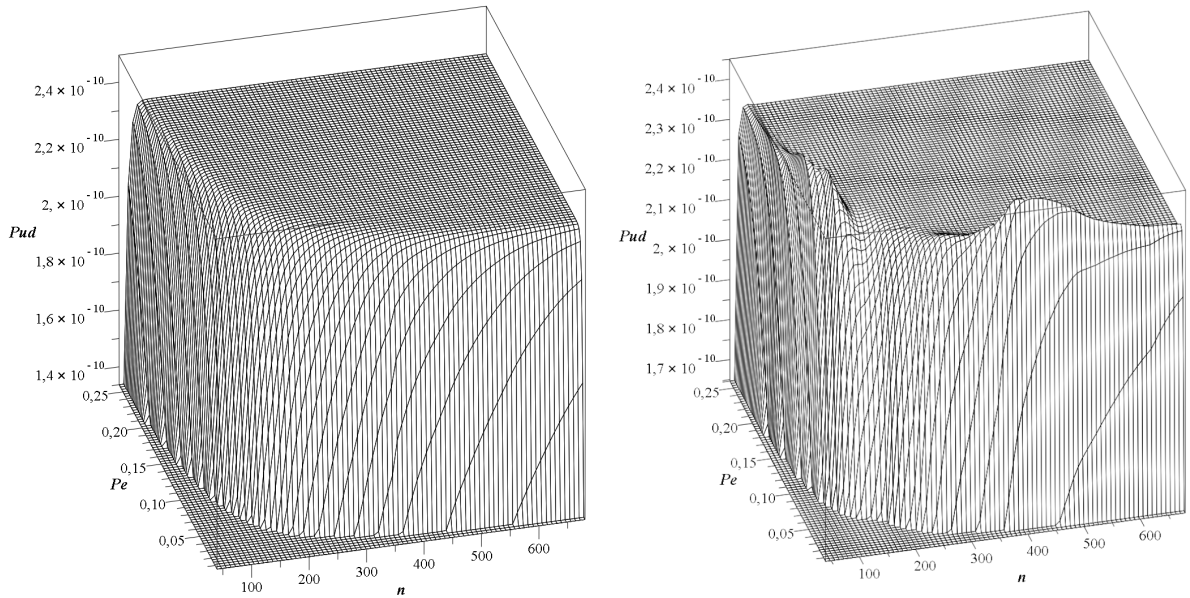 2,4 × 10⁻¹⁰
2,2 × 10⁻¹⁰
2, × 10⁻¹⁰
Pud
1,8 × 10⁻¹⁰
1,6 × 10⁻¹⁰
1,4 × 10⁻¹⁰
0,25
0,20
0,15
Pe
0,10
0,05
100
200
300
400
500
600
n
2,4 × 10⁻¹⁰
2,3 × 10⁻¹⁰
2,2 × 10⁻¹⁰
2,1 × 10⁻¹⁰
Pud
2, × 10⁻¹⁰
1,9 × 10⁻¹⁰
1,8 × 10⁻¹⁰
1,7 × 10⁻¹⁰
0,25
0,20
0,15
Pe
0,10
0,05
100
200
300
400
500
600
n